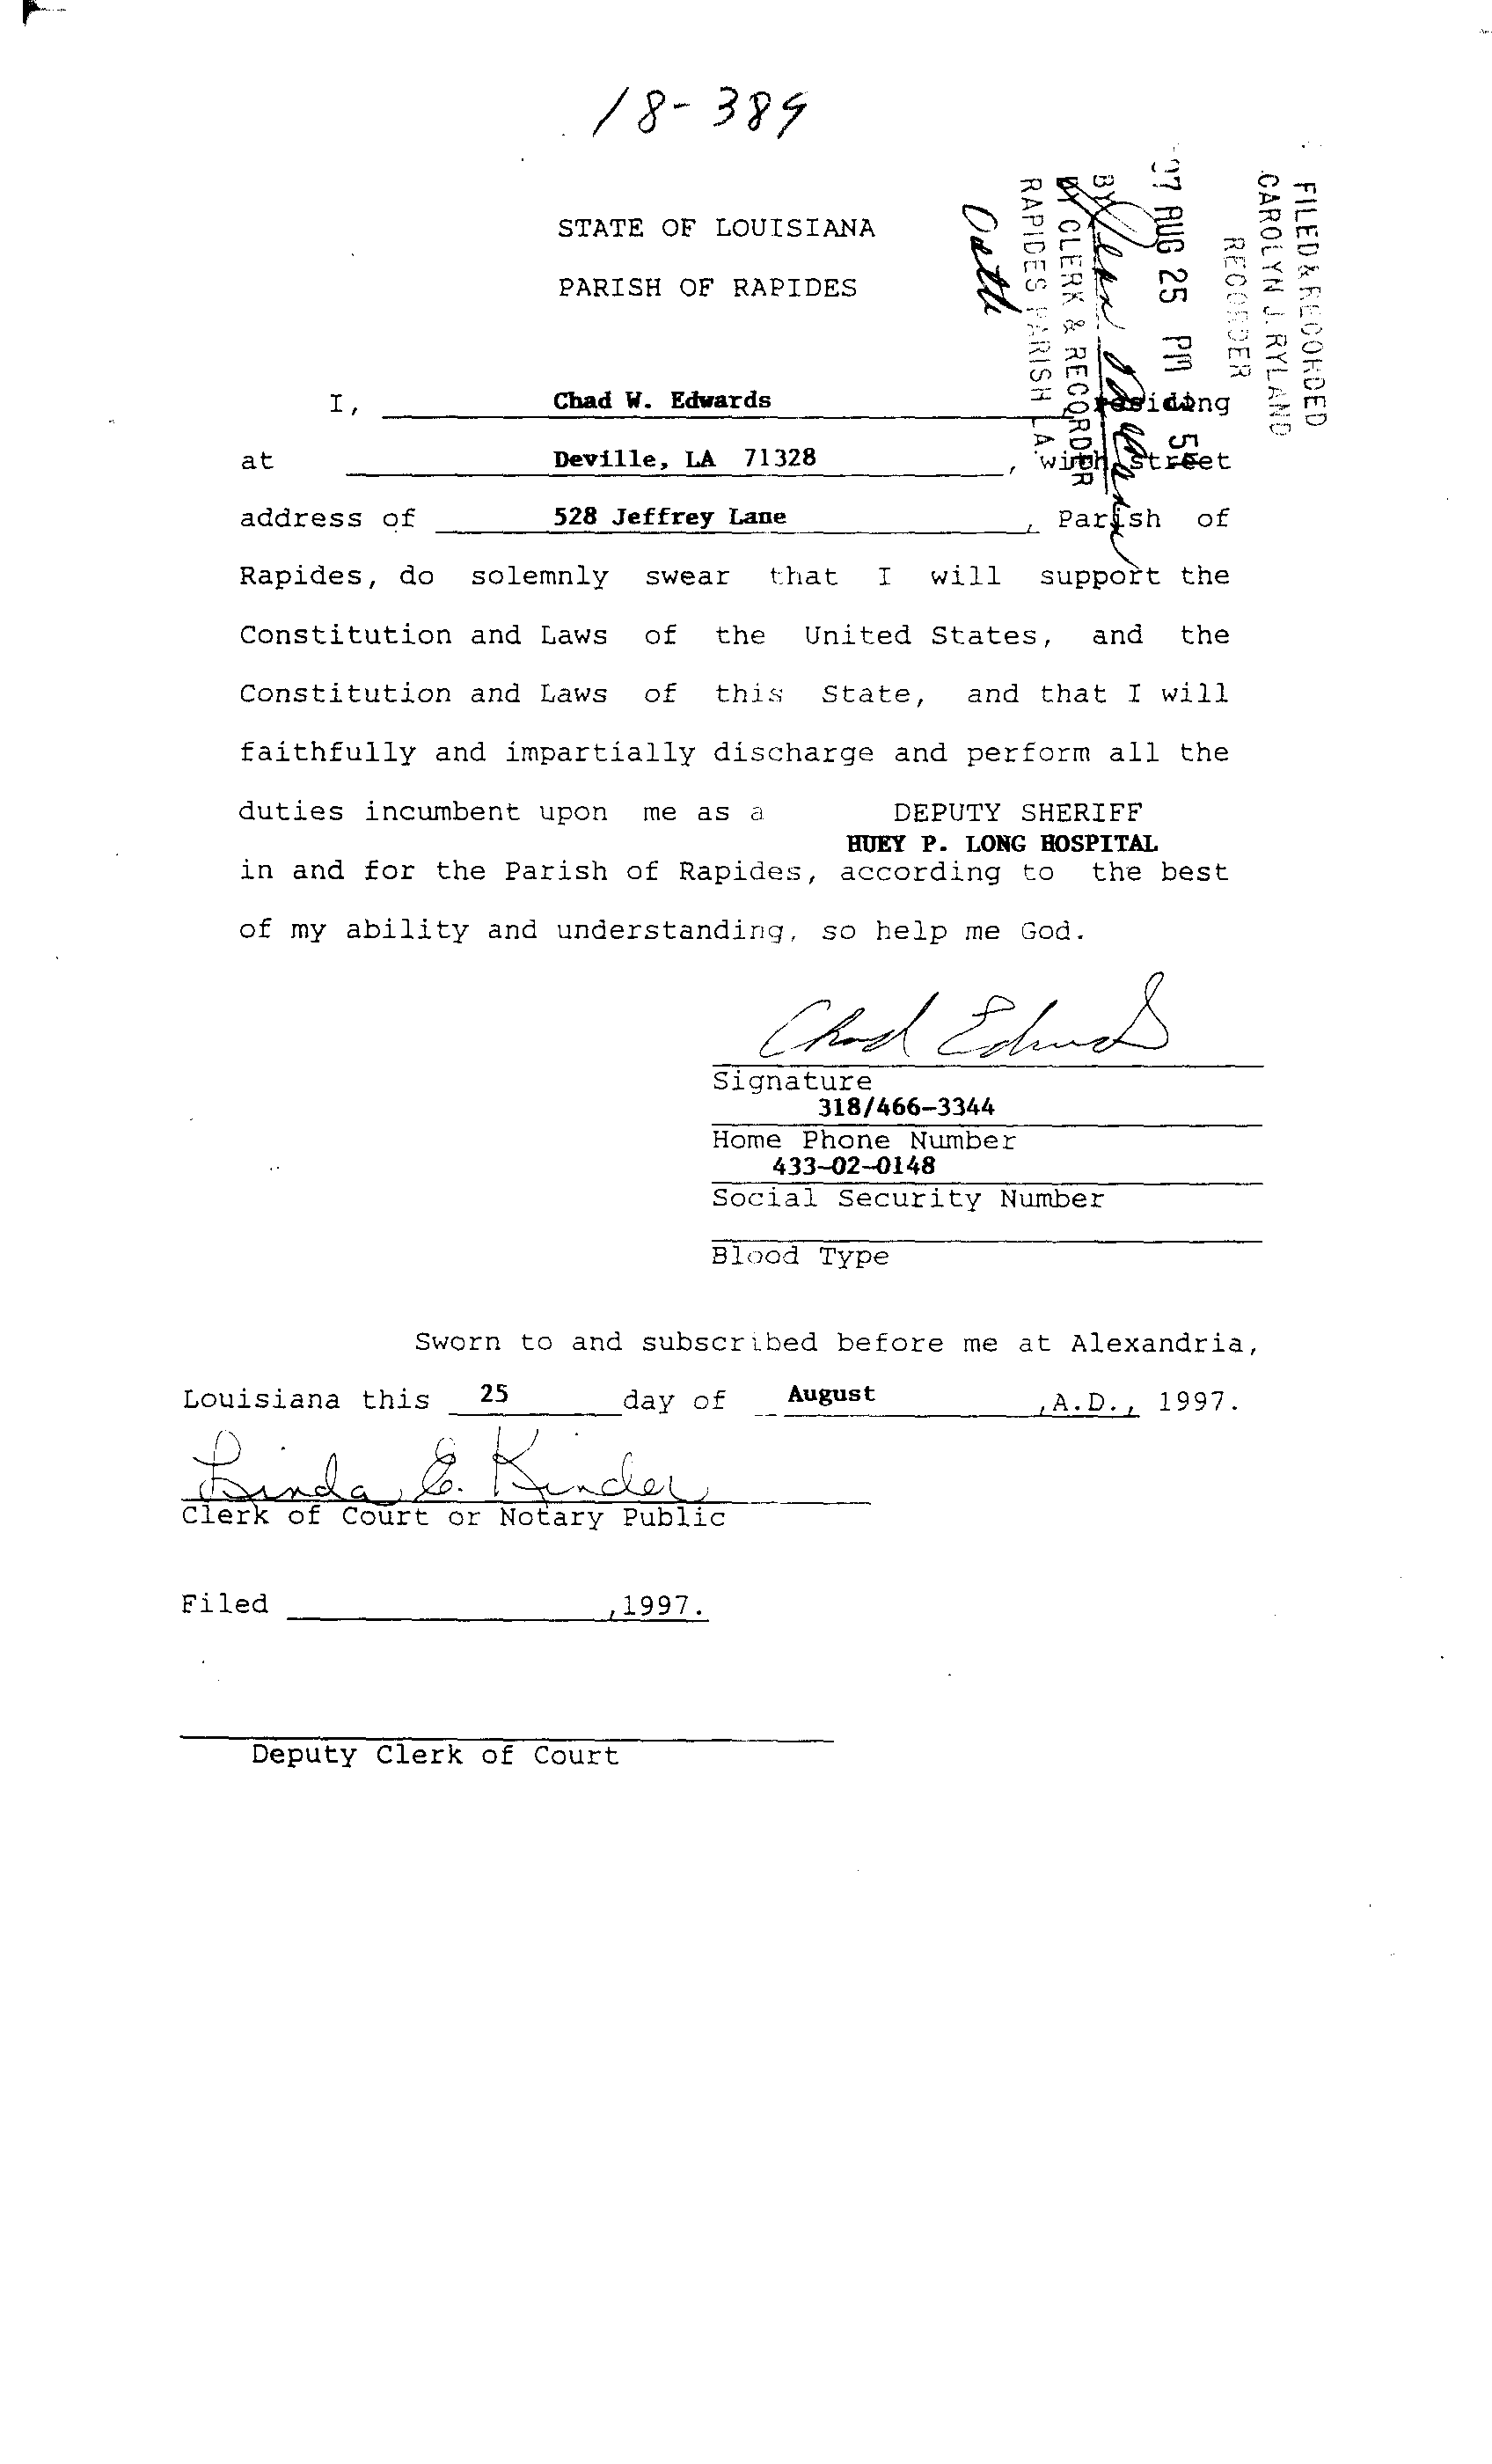 18-389
STATE OF LOUISIANA
PARISH OF RAPIDES
FILED & RECORDED
CAROLYN J. RYLAND
RECORDER
'97 AUG 25 PM
BY
BY CLERK & RECORDER
RAPIDES PARISH LA.
Oath
I, Chad W. Edwards residing
at Deville, LA 71328, with street
address of 528 Jeffrey Lane, Parish of
Rapides, do solemnly swear that I will support the
Constitution and Laws of the United States, and the
Constitution and Laws of this State, and that I will
faithfully and impartially discharge and perform all the
duties incumbent upon me as a DEPUTY SHERIFF
HUEY P. LONG HOSPITAL
in and for the Parish of Rapides, according to the best
of my ability and understanding, so help me God.
Chad Edwards
Signature
318/466-3344
Home Phone Number
433-02-0148
Social Security Number
Blood Type
Sworn to and subscribed before me at Alexandria,
Louisiana this 25 day of August, A.D., 1997.
Linda E. Kinder
Clerk of Court or Notary Public
Filed ,1997.
Deputy Clerk of Court